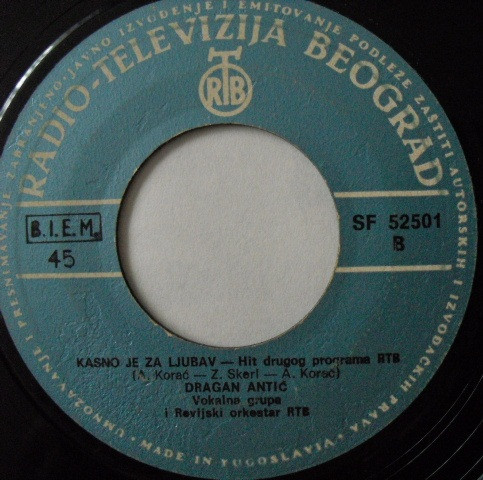 UMNOŽAVANJE I PRESNIMAVANJE ZABRANJENO • JAVNO IZVOĐENJE I EMITOVANJE PODLEŽE ZAŠTITI AUTORSKIH I IZVOĐAČKIH PRAVA •
RADIO-TELEVIZIJA BEOGRAD
RTB
B.I.E.M.
45
SF 52501
B
KASNO JE ZA LJUBAV — Hit drugog programa RTB
(A. Korać — Z. Skerl — A. Korać)
DRAGAN ANTIĆ
Vokalna grupa
i Revijski orkestar RTB
MADE IN YUGOSLAVIA